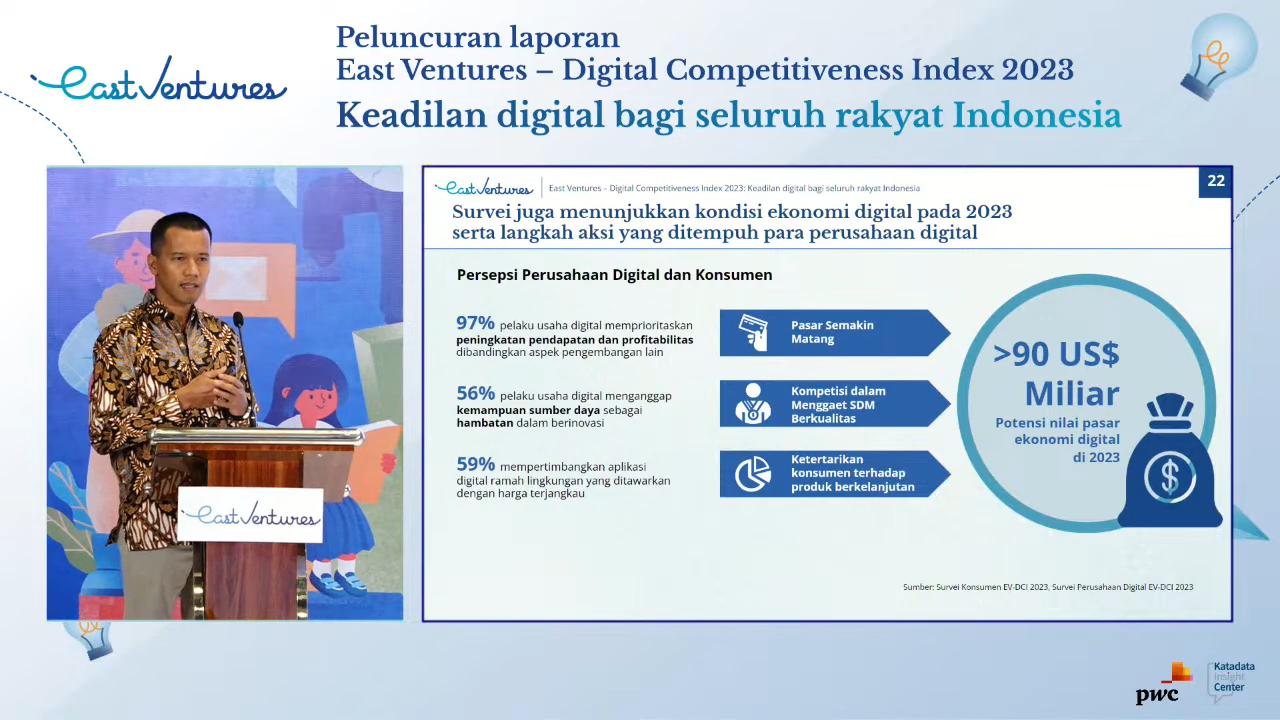 East Ventures
Peluncuran laporan
East Ventures – Digital Competitiveness Index 2023
Keadilan digital bagi seluruh rakyat Indonesia
East Ventures
East Ventures – Digital Competitiveness Index 2023: Keadilan digital bagi seluruh rakyat Indonesia
22
Survei juga menunjukkan kondisi ekonomi digital pada 2023
serta langkah aksi yang ditempuh para perusahaan digital
Persepsi Perusahaan Digital dan Konsumen
97% pelaku usaha digital memprioritaskan
peningkatan pendapatan dan profitabilitas
dibandingkan aspek pengembangan lain
Pasar Semakin
Matang
56% pelaku usaha digital menganggap
kemampuan sumber daya sebagai
hambatan dalam berinovasi
Kompetisi dalam
Menggaet SDM
Berkualitas
59% mempertimbangkan aplikasi
digital ramah lingkungan yang ditawarkan
dengan harga terjangkau
Ketertarikan
konsumen terhadap
produk berkelanjutan
>90 US$
Miliar
Potensi nilai pasar
ekonomi digital
di 2023
$
Sumber: Survei Konsumen EV-DCI 2023, Survei Perusahaan Digital EV-DCI 2023
East Ventures
pwc
Katadata
Insight
Center